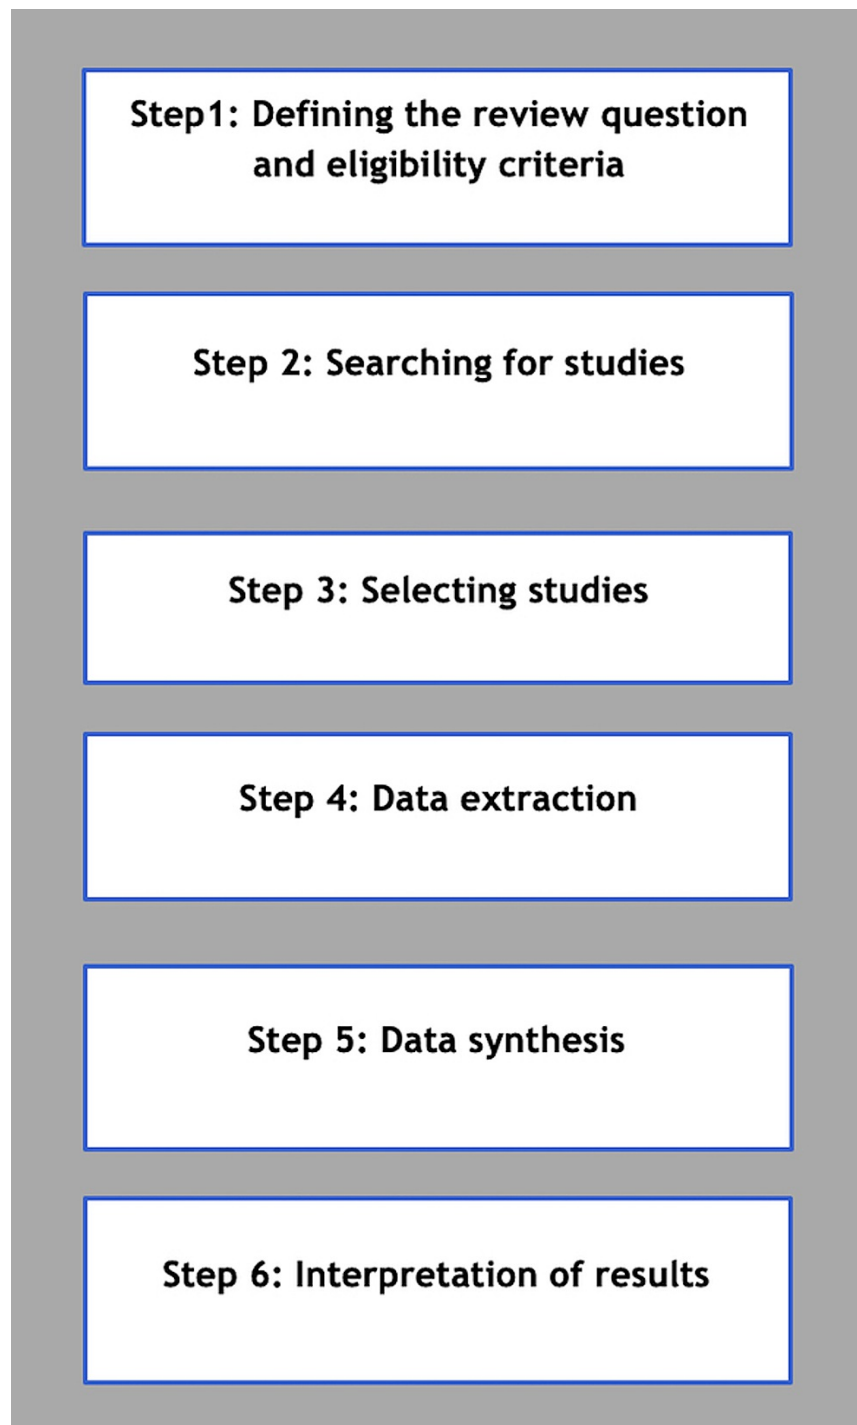 Step1: Defining the review question
and eligibility criteria
Step 2: Searching for studies
Step 3: Selecting studies
Step 4: Data extraction
Step 5: Data synthesis
Step 6: Interpretation of results